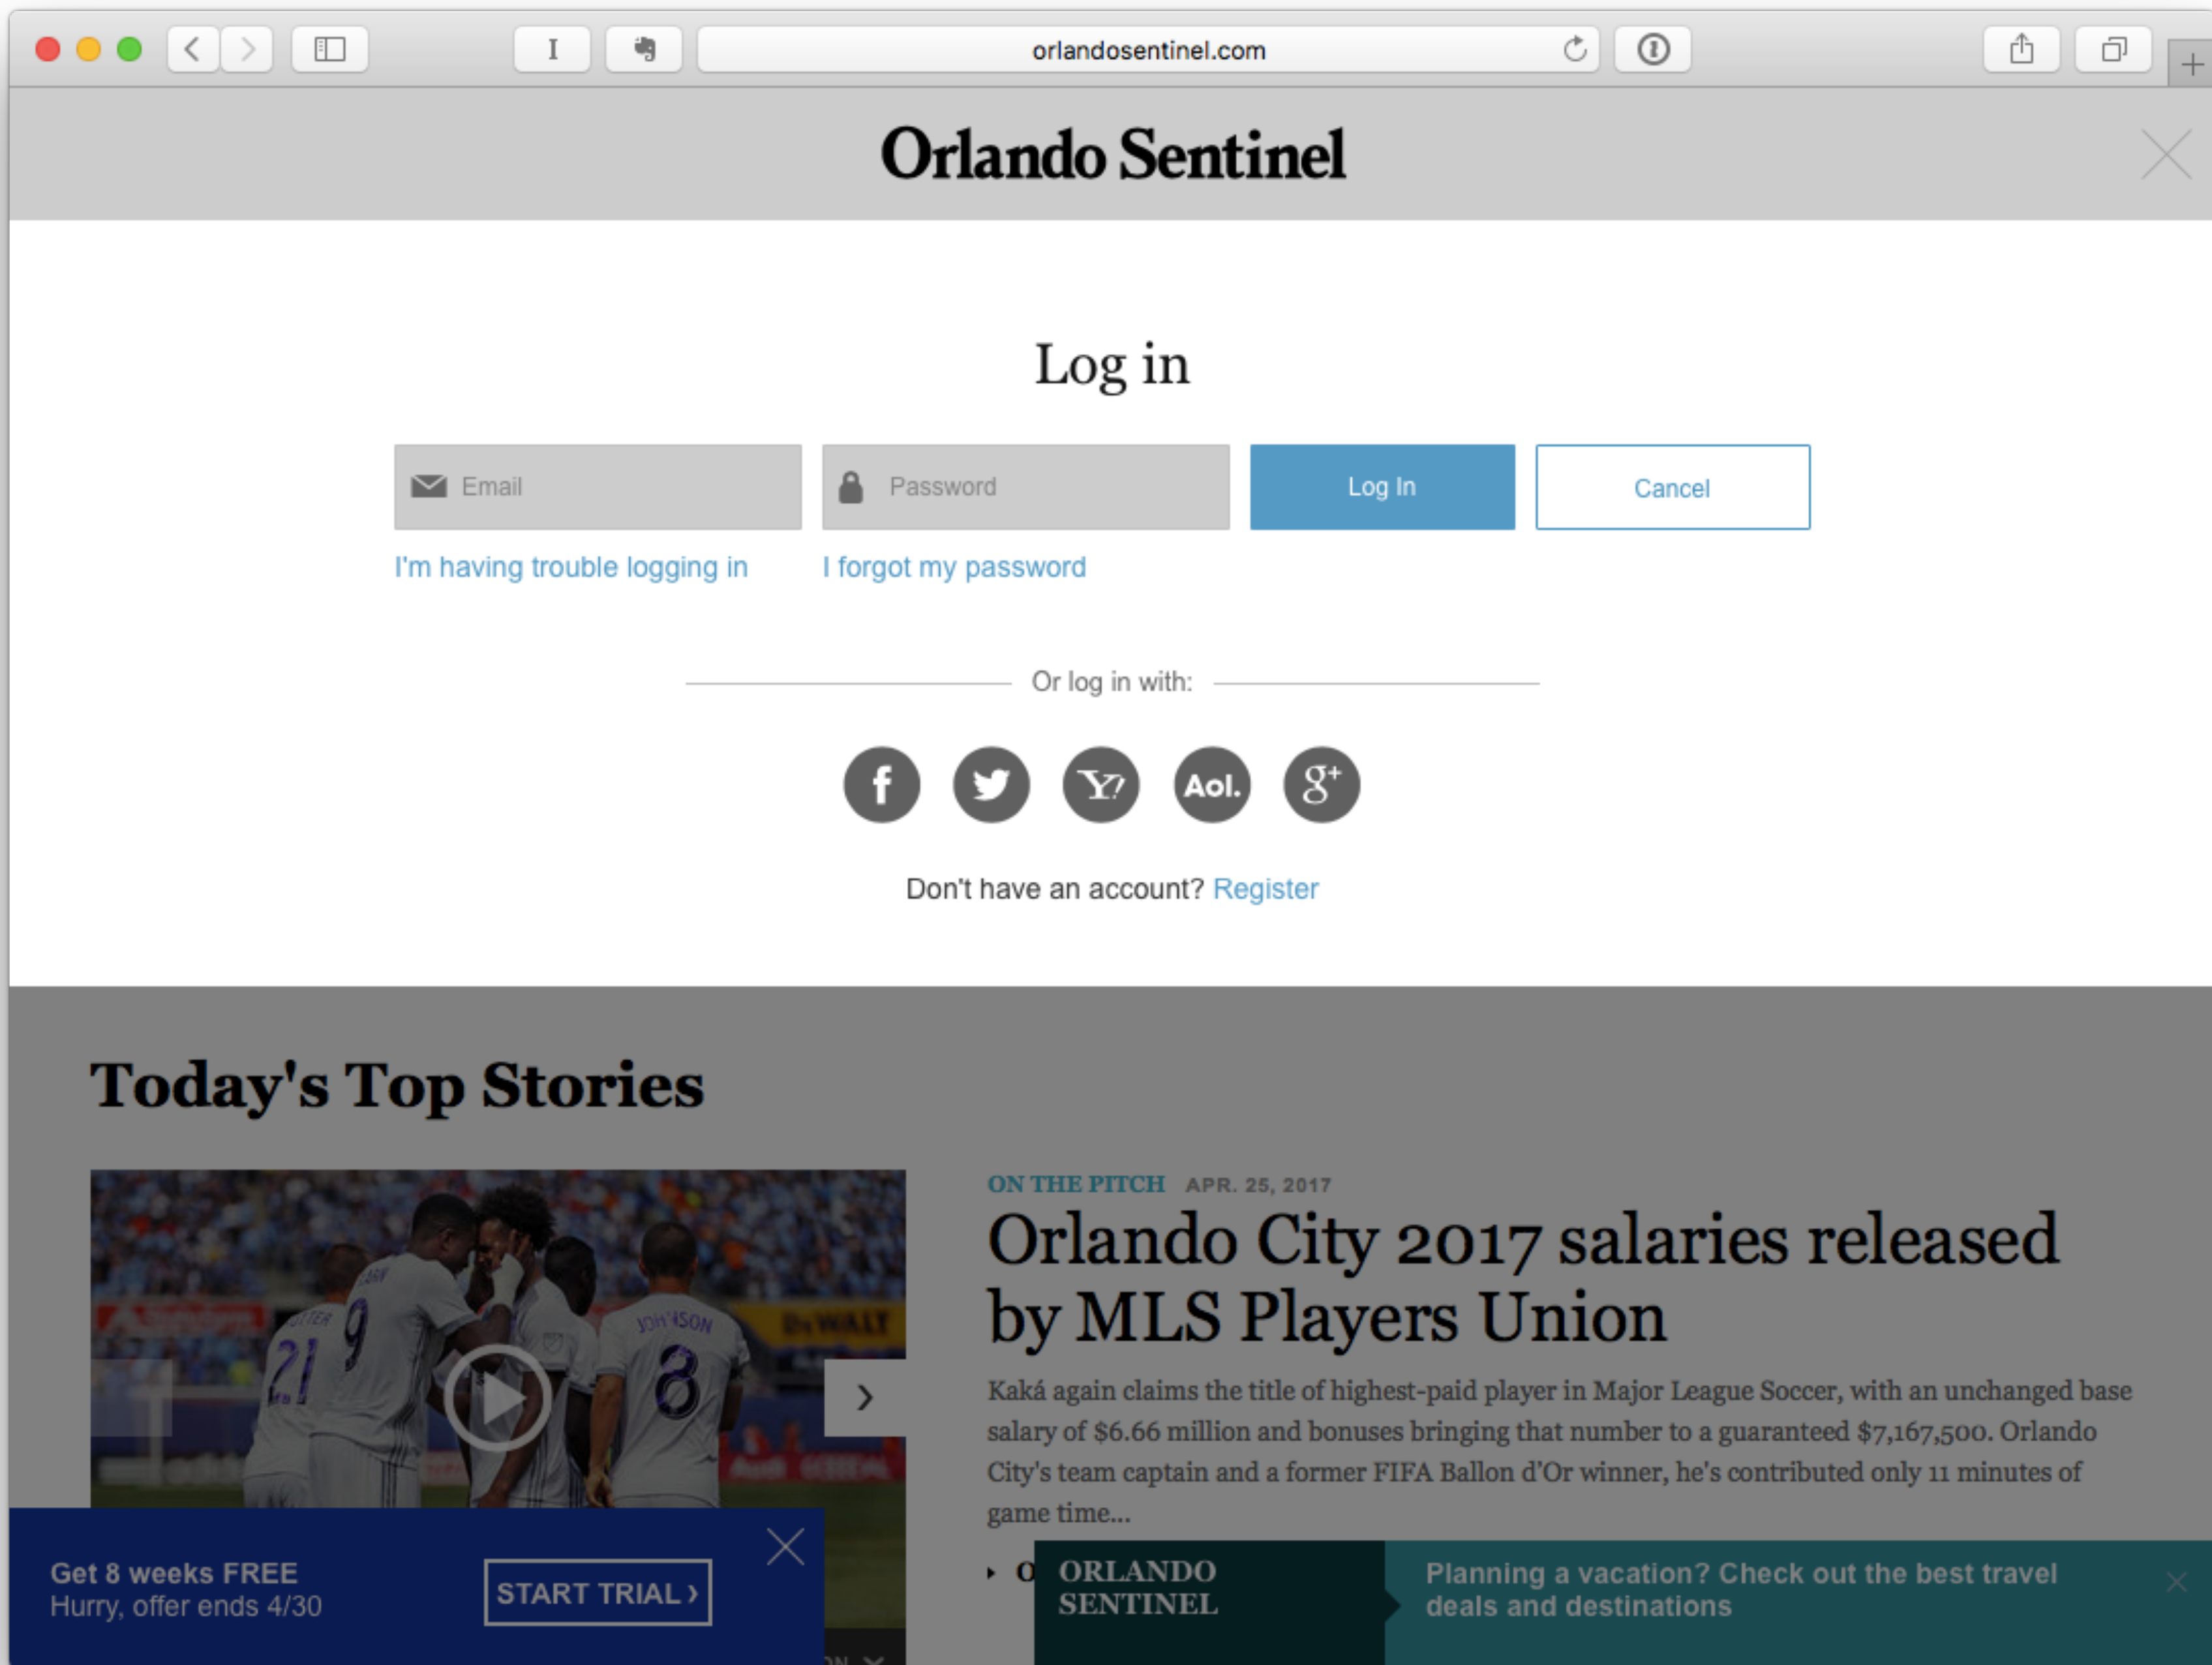 orlandosentinel.com
Orlando Sentinel
Log in
Email
Password
Log In
Cancel
I'm having trouble logging in
I forgot my password
Or log in with:
f
Y!
Aol.
g+
Don't have an account? Register
Today's Top Stories
21
9
JOHNSON
8
DEWALT
Audi
ON THE PITCH APR. 25, 2017
Orlando City 2017 salaries released
by MLS Players Union
Kaká again claims the title of highest-paid player in Major League Soccer, with an unchanged base
salary of $6.66 million and bonuses bringing that number to a guaranteed $7,167,500. Orlando
City's team captain and a former FIFA Ballon d'Or winner, he's contributed only 11 minutes of
game time...
O
Get 8 weeks FREE
Hurry, offer ends 4/30
START TRIAL ›
ORLANDO
SENTINEL
Planning a vacation? Check out the best travel
deals and destinations